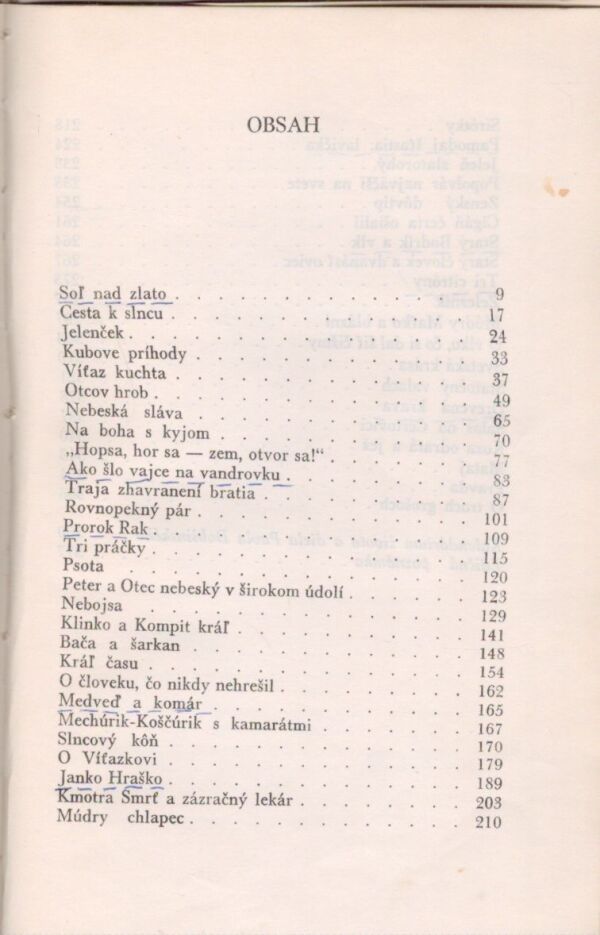 OBSAH
Soľ nad zlato . . . . . . . . . . . . . 9
Cesta k slncu . . . . . . . . . . . . . 17
Jelenček . . . . . . . . . . . . . . . 24
Kubove príhody . . . . . . . . . . . . 33
Víťaz kuchta . . . . . . . . . . . . . 37
Otcov hrob . . . . . . . . . . . . . . 49
Nebeská sláva . . . . . . . . . . . . . 65
Na boha s kyjom . . . . . . . . . . . . 70
„Hopsa, hor sa — zem, otvor sa!“ . . . . . . 77
Ako šlo vajce na vandrovku . . . . . . . . 83
Traja zhavranení bratia . . . . . . . . . . 87
Rovnopekný pár . . . . . . . . . . . . 101
Prorok Rak . . . . . . . . . . . . . . 109
Tri práčky . . . . . . . . . . . . . . 115
Psota . . . . . . . . . . . . . . . . 120
Peter a Otec nebeský v širokom údolí . . . . . 123
Nebojsa . . . . . . . . . . . . . . . 129
Klinko a Kompit kráľ . . . . . . . . . . 141
Bača a šarkan . . . . . . . . . . . . . 148
Kráľ času . . . . . . . . . . . . . . 154
O človeku, čo nikdy nehrešil . . . . . . . . 162
Medveď a komár . . . . . . . . . . . . 165
Mechúrik-Koščúrik s kamarátmi . . . . . . . 167
Slncový kôň . . . . . . . . . . . . . . 170
O Víťazkovi . . . . . . . . . . . . . . 179
Janko Hraško . . . . . . . . . . . . . 189
Kmotra Smrť a zázračný lekár . . . . . . . . 203
Múdry chlapec . . . . . . . . . . . . . 210